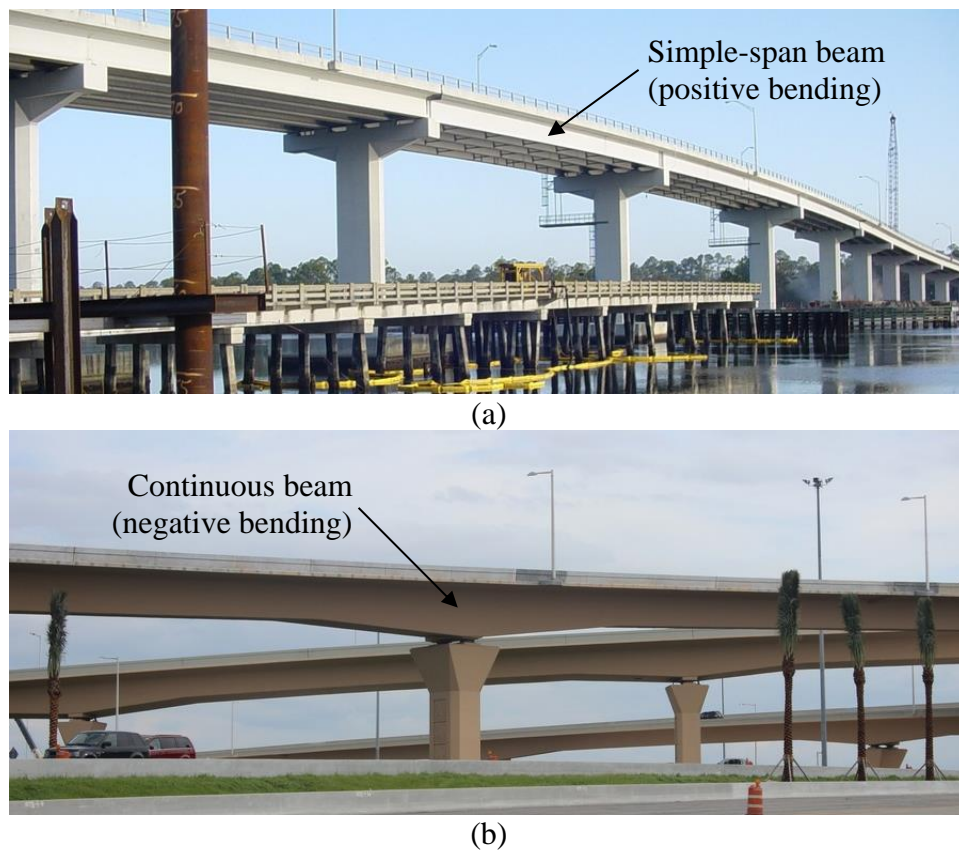 Simple-span beam
(positive bending)
(a)
Continuous beam
(negative bending)
(b)